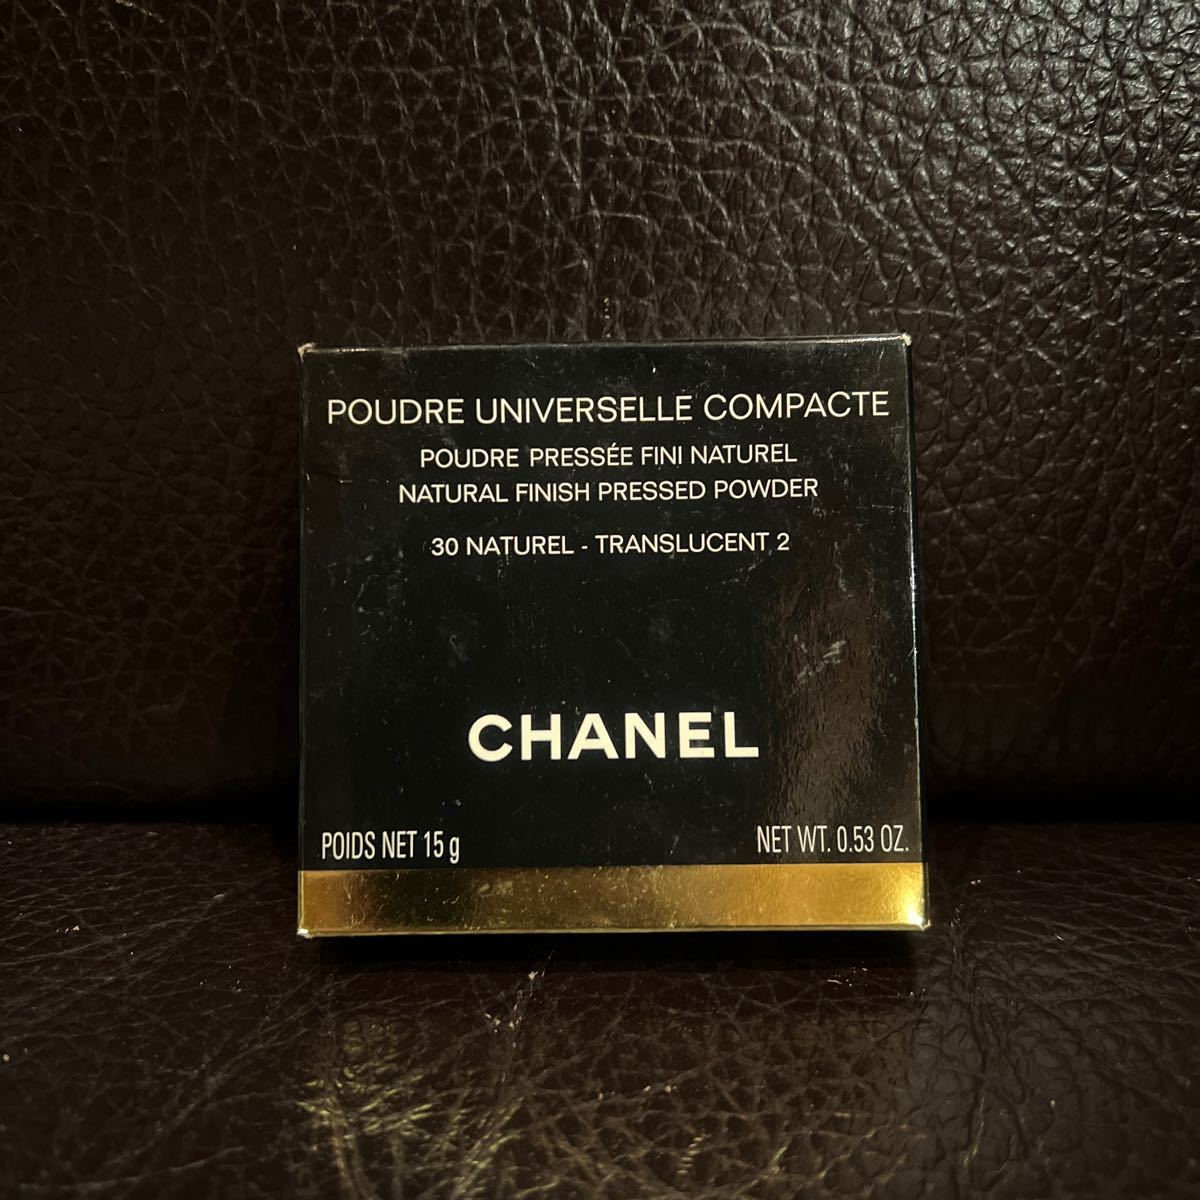 POUDRE UNIVERSELLE COMPACTE
POUDRE PRESSÉE FINI NATUREL
NATURAL FINISH PRESSED POWDER
30 NATUREL - TRANSLUCENT 2
CHANEL
POIDS NET 15 g NET WT. 0.53 OZ.